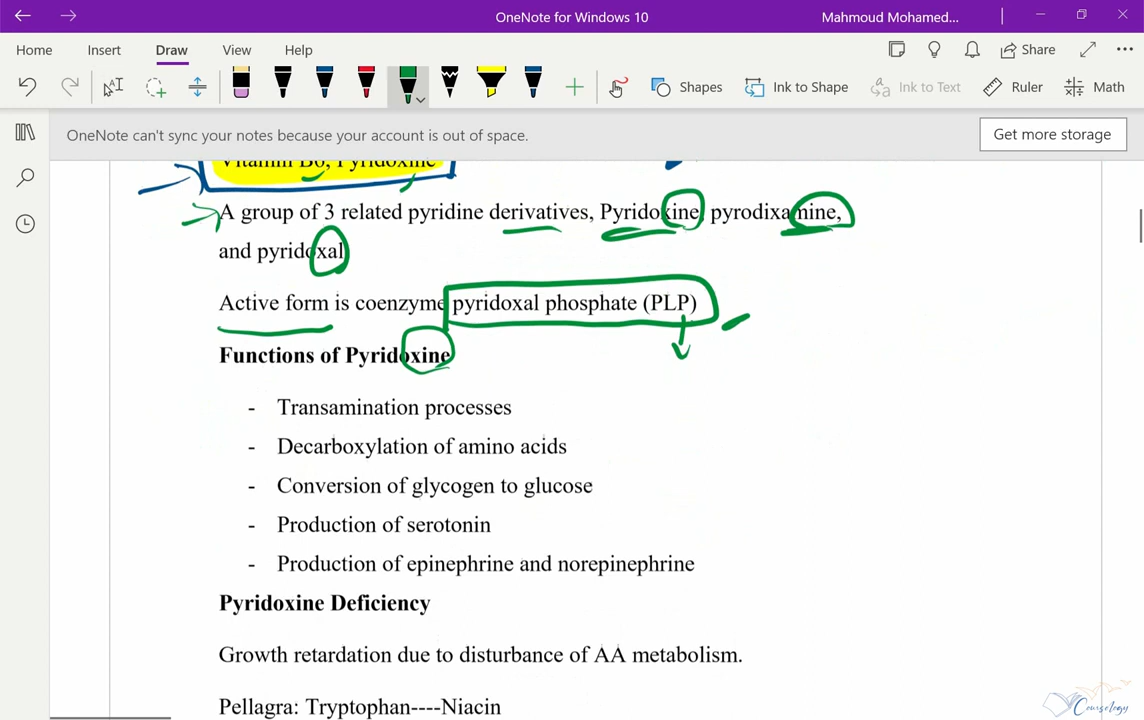 OneNote for Windows 10
Mahmoud Mohamed...
Home Insert Draw View Help
Share
Shapes Ink to Shape Ink to Text Ruler Math
OneNote can't sync your notes because your account is out of space.
Get more storage
Vitamin B6, Pyridoxine
A group of 3 related pyridine derivatives, Pyridoxine, pyrodixamine,
and pyridoxal
Active form is coenzyme pyridoxal phosphate (PLP)
Functions of Pyridoxine
- Transamination processes
- Decarboxylation of amino acids
- Conversion of glycogen to glucose
- Production of serotonin
- Production of epinephrine and norepinephrine
Pyridoxine Deficiency
Growth retardation due to disturbance of AA metabolism.
Pellagra: Tryptophan----Niacin
Coursology